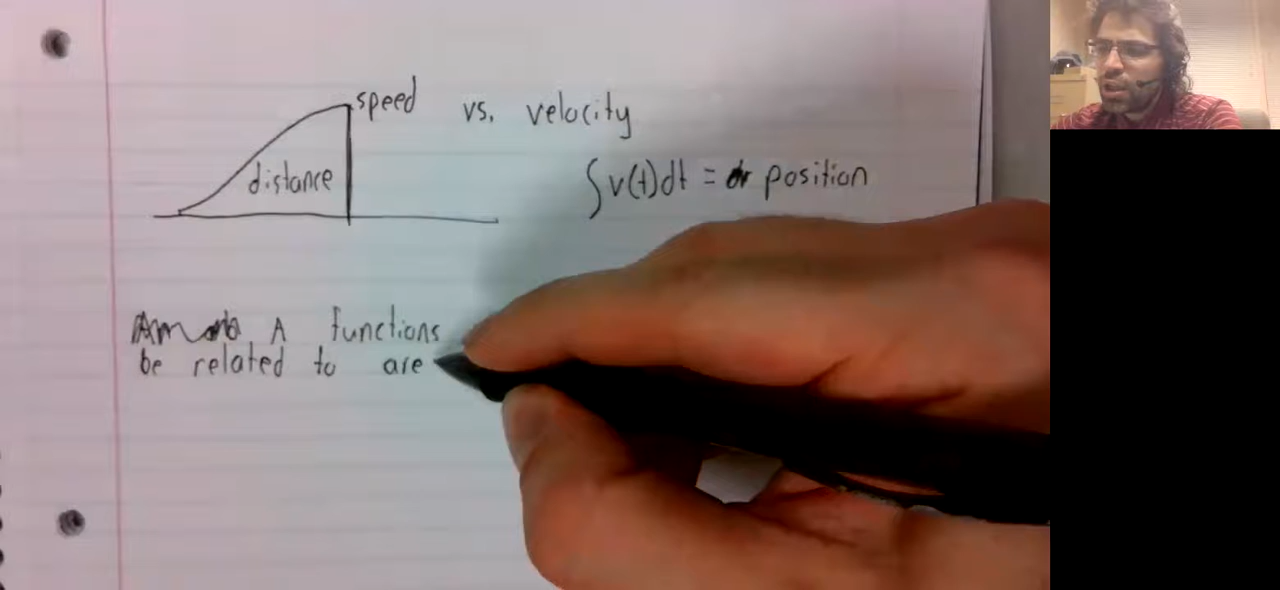 speed vs. velocity
distance
∫v(t)dt = position
A functions
be related to are